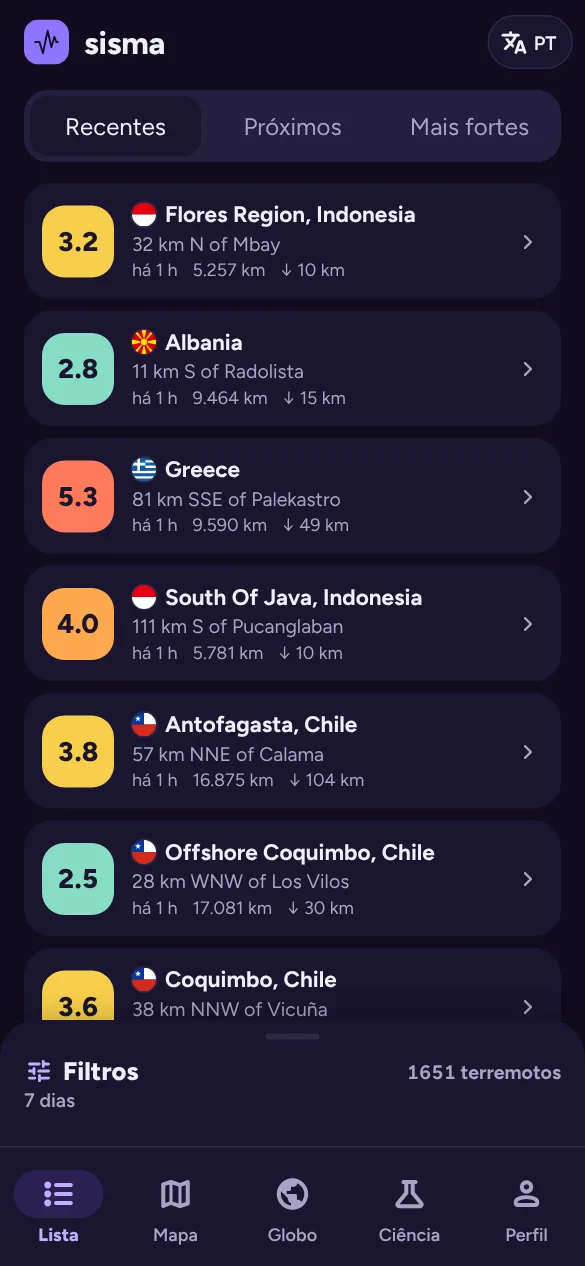 sisma
PT
Recentes
Próximos
Mais fortes
3.2
Flores Region, Indonesia
32 km N of Mbay
há 1 h 5.257 km ↓ 10 km
2.8
Albania
11 km S of Radolista
há 1 h 9.464 km ↓ 15 km
5.3
Greece
81 km SSE of Palekastro
há 1 h 9.590 km ↓ 49 km
4.0
South Of Java, Indonesia
111 km S of Pucanglaban
há 1 h 5.781 km ↓ 10 km
3.8
Antofagasta, Chile
57 km NNE of Calama
há 1 h 16.875 km ↓ 104 km
2.5
Offshore Coquimbo, Chile
28 km WNW of Los Vilos
há 1 h 17.081 km ↓ 30 km
3.6
Coquimbo, Chile
38 km NNW of Vicuña
Filtros
1651 terremotos
7 dias
Lista
Mapa
Globo
Ciência
Perfil